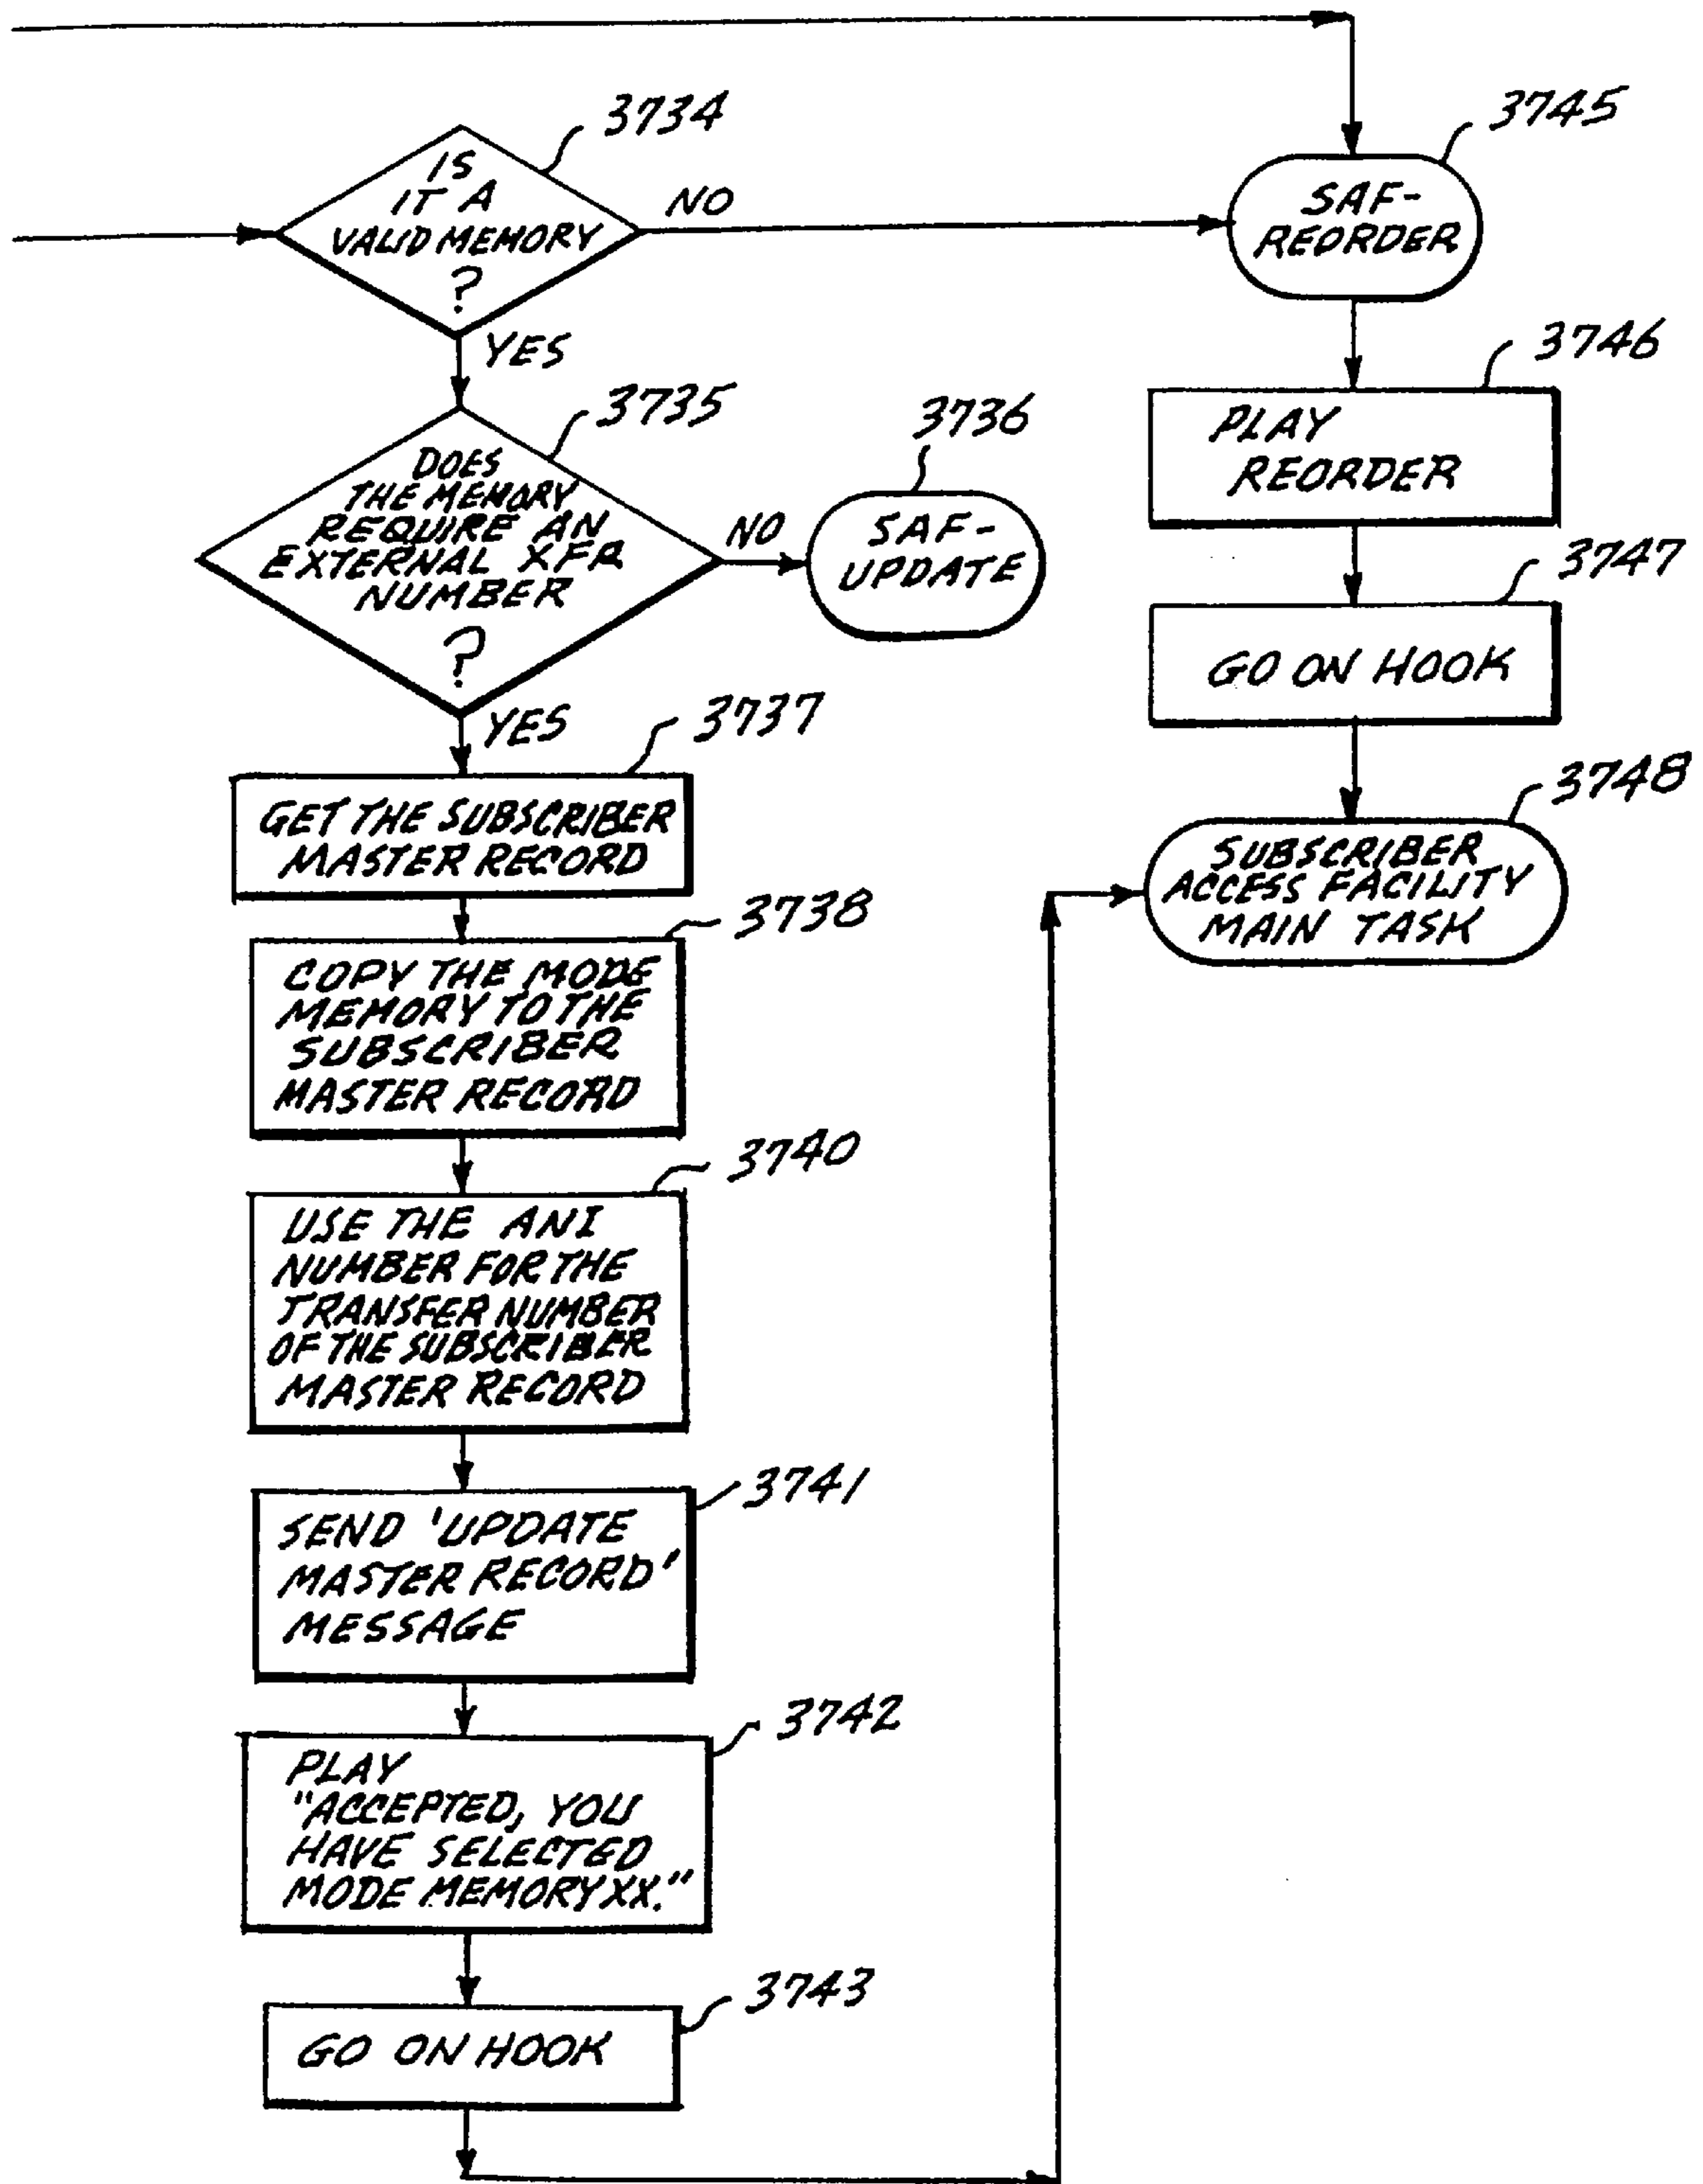 3734
IS
IT A
VALID MEMORY
?
NO
YES
3745
SAF-
REORDER
3746
PLAY
REORDER
3747
GO ON HOOK
3748
SUBSCRIBER
ACCESS FACILITY
MAIN TASK
3735
DOES
THE MEMORY
REQUIRE AN
EXTERNAL XFR
NUMBER
?
NO
YES
3736
SAF-
UPDATE
3737
GET THE SUBSCRIBER
MASTER RECORD
3738
COPY THE MODE
MEMORY TO THE
SUBSCRIBER
MASTER RECORD
3740
USE THE ANI
NUMBER FOR THE
TRANSFER NUMBER
OF THE SUBSCRIBER
MASTER RECORD
3741
SEND 'UPDATE
MASTER RECORD'
MESSAGE
3742
PLAY
"ACCEPTED, YOU
HAVE SELECTED
MODE MEMORY XX."
3743
GO ON HOOK